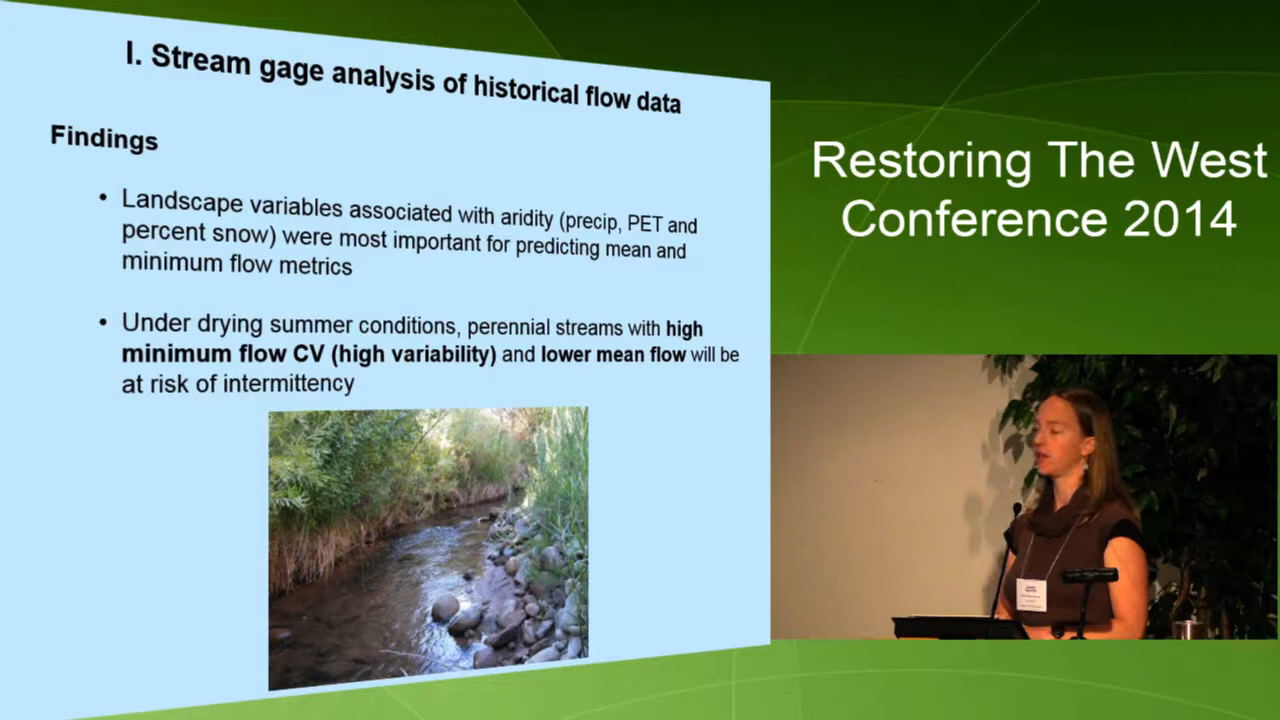 I. Stream gage analysis of historical flow data
Findings
• Landscape variables associated with aridity (precip, PET and
percent snow) were most important for predicting mean and
minimum flow metrics
• Under drying summer conditions, perennial streams with high
minimum flow CV (high variability) and lower mean flow will be
at risk of intermittency
Restoring The West
Conference 2014